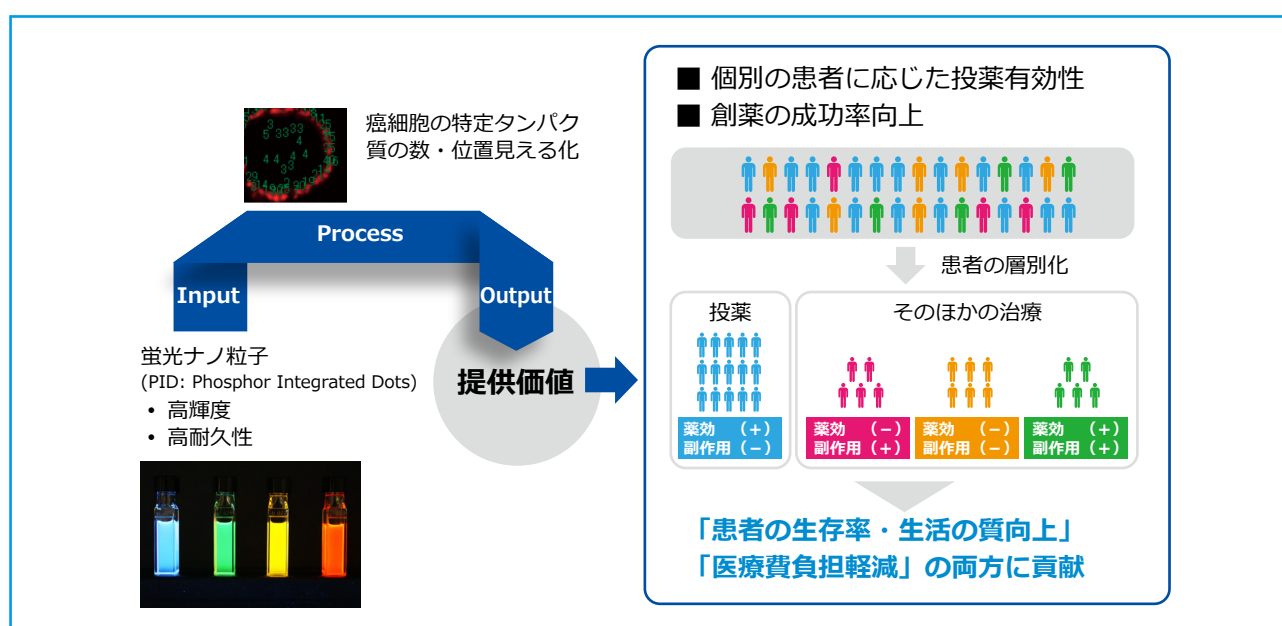 癌細胞の特定タンパク
質の数・位置見える化
Process
Input
Output
蛍光ナノ粒子
(PID: Phosphor Integrated Dots)
• 高輝度
• 高耐久性
提供価値
■ 個別の患者に応じた投薬有効性
■ 創薬の成功率向上
患者の層別化
投薬
そのほかの治療
薬効 （+）
副作用（−）
薬効 （−）
副作用（+）
薬効 （−）
副作用（−）
薬効 （+）
副作用（+）
「患者の生存率・生活の質向上」
「医療費負担軽減」の両方に貢献